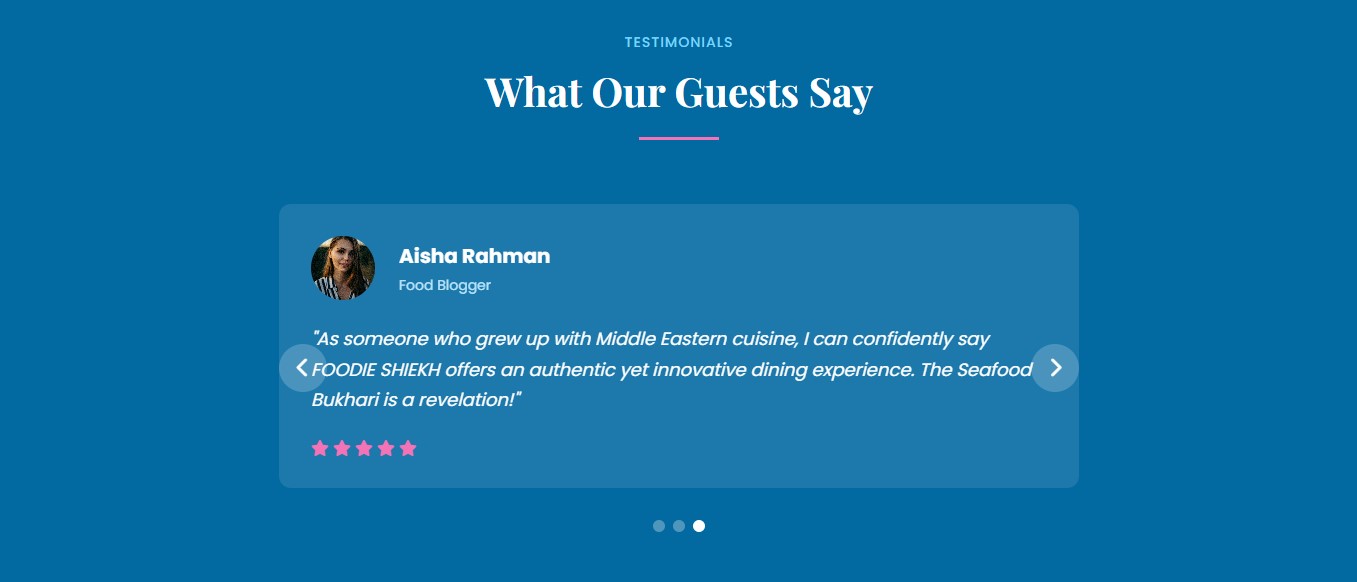 TESTIMONIALS
What Our Guests Say
Aisha Rahman
Food Blogger
"As someone who grew up with Middle Eastern cuisine, I can confidently say
FOODIE SHIEKH offers an authentic yet innovative dining experience. The Seafood
Bukhari is a revelation!"